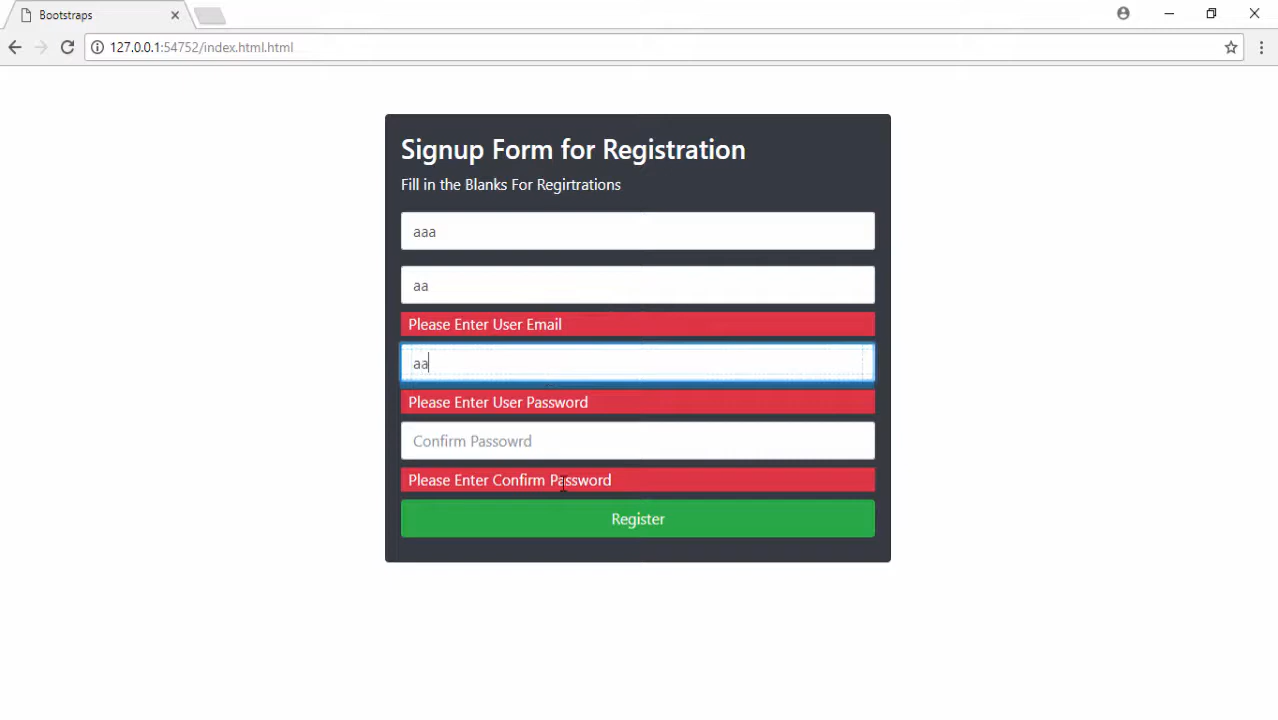 Bootstraps
127.0.0.1:54752/index.html.html
Signup Form for Registration
Fill in the Blanks For Regirtrations
aaa
aa
Please Enter User Email
aa
Please Enter User Password
Confirm Passowrd
Please Enter Confirm Password
Register